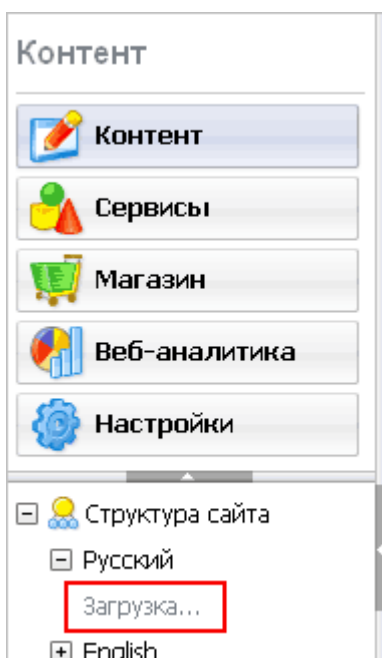 Контент
Контент
Сервисы
Магазин
Веб-аналитика
Настройки
Структура сайта
Русский
Загрузка...
English